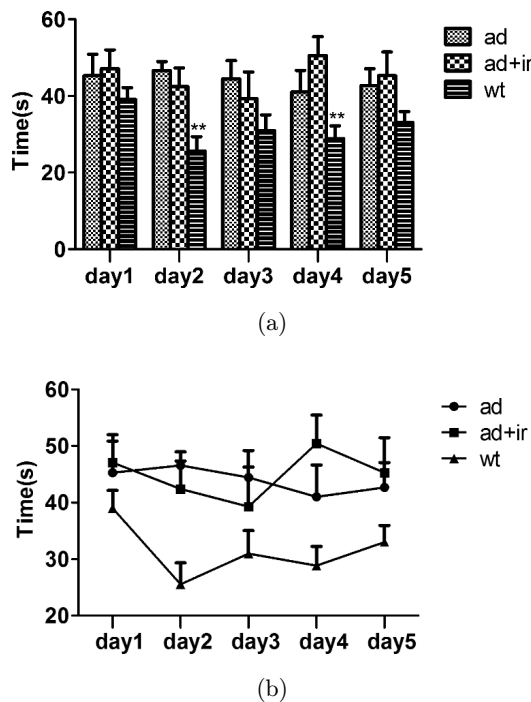 60
40
20
0
Time(s)
**
**
day1 day2 day3 day4 day5
ad
ad+ir
wt
(a)
60
50
40
30
20
Time(s)
day1 day2 day3 day4 day5
ad
ad+ir
wt
(b)